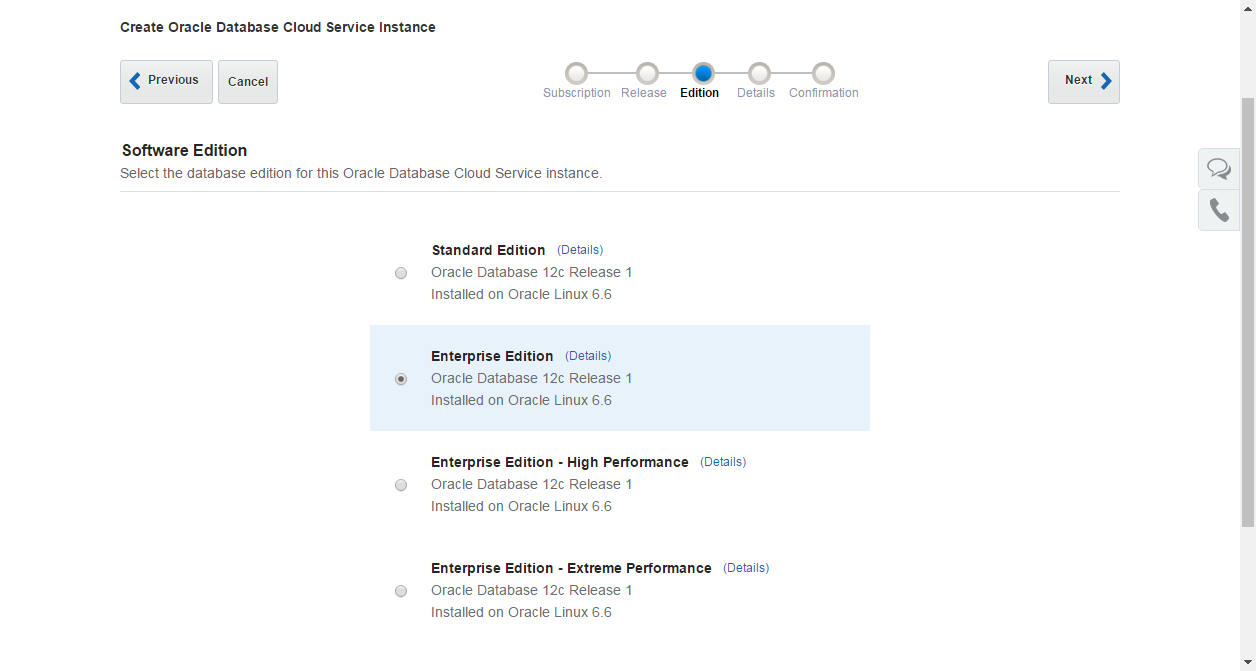 Create Oracle Database Cloud Service Instance
Previous
Cancel
Subscription
Release
Edition
Details
Confirmation
Next
Software Edition
Select the database edition for this Oracle Database Cloud Service instance.
Standard Edition (Details)
Oracle Database 12c Release 1
Installed on Oracle Linux 6.6
Enterprise Edition (Details)
Oracle Database 12c Release 1
Installed on Oracle Linux 6.6
Enterprise Edition - High Performance (Details)
Oracle Database 12c Release 1
Installed on Oracle Linux 6.6
Enterprise Edition - Extreme Performance (Details)
Oracle Database 12c Release 1
Installed on Oracle Linux 6.6